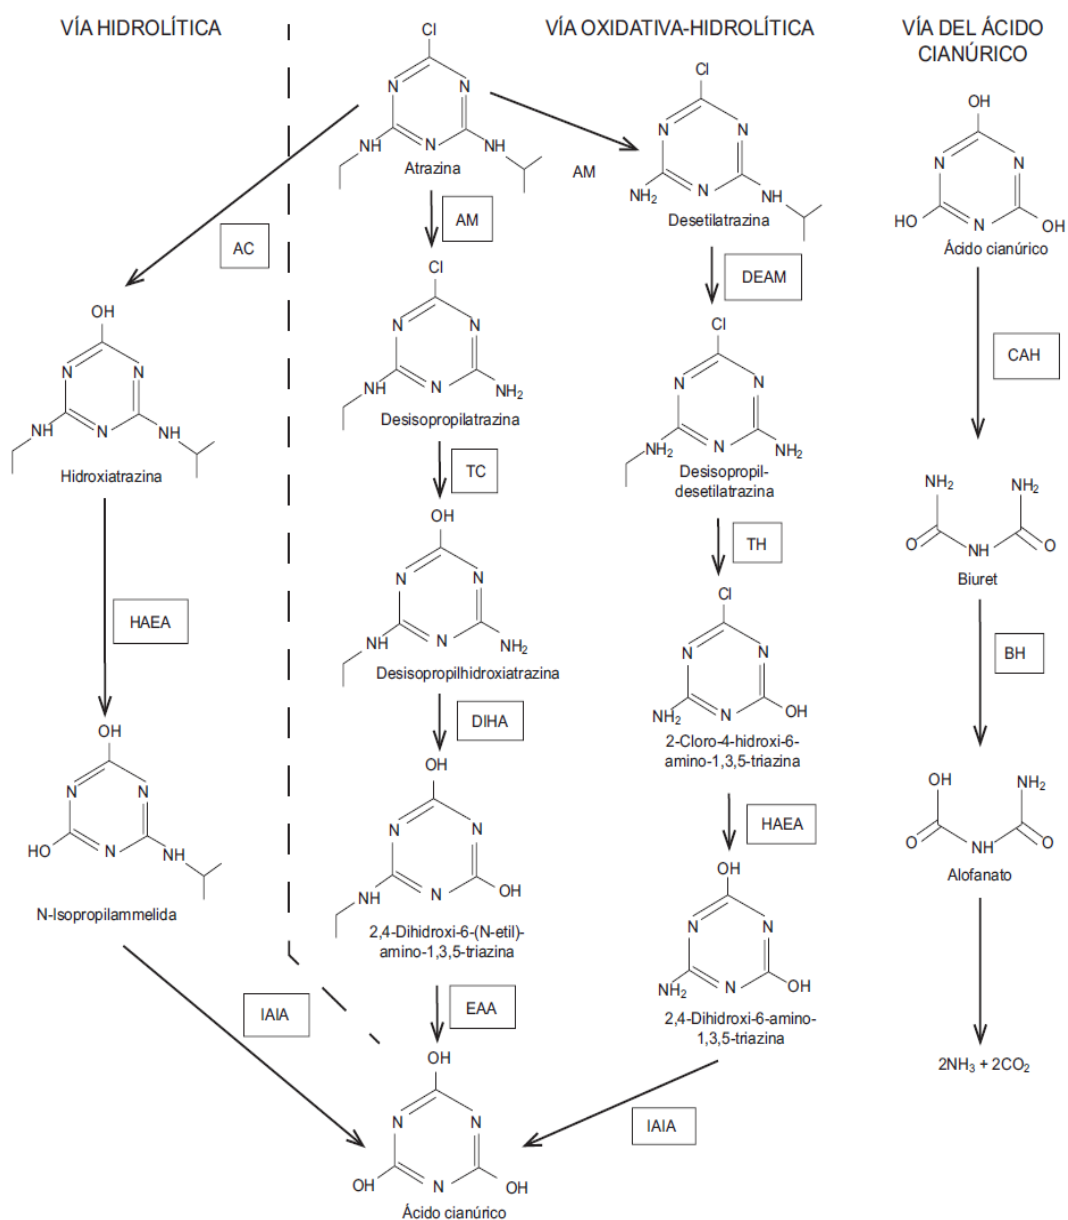 VÍA HIDROLÍTICA
VÍA OXIDATIVA-HIDROLÍTICA
VÍA DEL ÁCIDO
CIANÚRICO
Cl
N
N
N
NH
NH
Atrazina
AC
AM
AM
Cl
N
N
N
NH2
NH
Desetilatrazina
DEAM
OH
N
N
N
HO
OH
Ácido cianúrico
CAH
OH
N
N
N
NH
NH
Hidroxiatrazina
HAEA
Cl
N
N
N
NH
NH2
Desisopropilatrazina
TC
Cl
N
N
N
NH2
NH2
Desisopropil-
desetilatrazina
TH
NH2
NH2
O
NH
O
Biuret
BH
OH
N
N
N
NH
NH2
Desisopropilhidroxiatrazina
DIHA
Cl
N
N
N
NH2
OH
2-Cloro-4-hidroxi-6-
amino-1,3,5-triazina
HAEA
OH
N
N
N
HO
NH
N-Isopropilammelida
IAIA
OH
N
N
N
NH
OH
2,4-Dihidroxi-6-(N-etil)-
amino-1,3,5-triazina
EAA
OH
N
N
N
NH2
OH
2,4-Dihidroxi-6-amino-
1,3,5-triazina
IAIA
OH
NH2
O
NH
O
Alofanato
2NH3 + 2CO2
OH
N
N
N
OH
OH
Ácido cianúrico